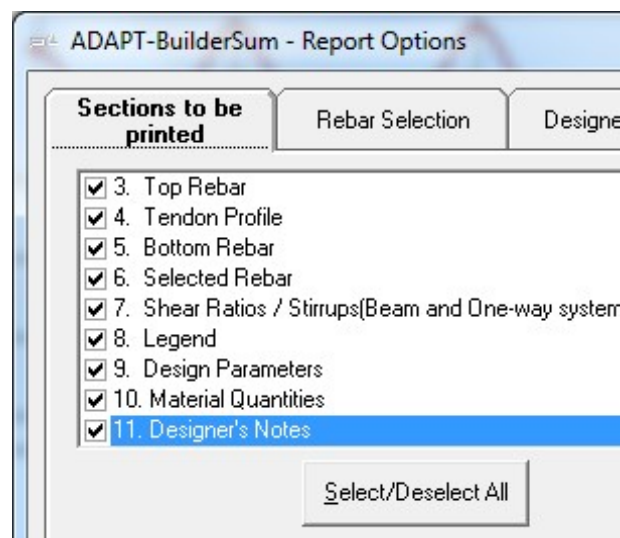 ADAPT-BuilderSum - Report Options
Sections to be
printed
Rebar Selection
Designe
3. Top Rebar
4. Tendon Profile
5. Bottom Rebar
6. Selected Rebar
7. Shear Ratios / Stirrups(Beam and One-way system
8. Legend
9. Design Parameters
10. Material Quantities
11. Designer's Notes
Select/Deselect All